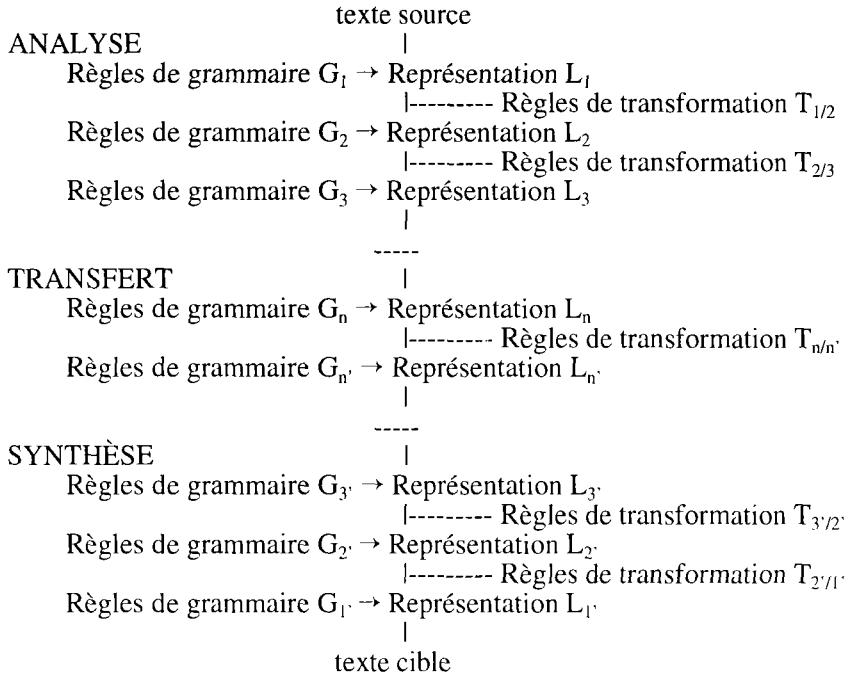 texte source
ANALYSE |
Règles de grammaire G₁ → Représentation L₁
|--------- Règles de transformation T₁/₂
Règles de grammaire G₂ → Représentation L₂
|--------- Règles de transformation T₂/₃
Règles de grammaire G₃ → Représentation L₃
|
-----
TRANSFERT |
Règles de grammaire Gₙ → Représentation Lₙ
|--------- Règles de transformation Tₙ/ₙ'
Règles de grammaire Gₙ' → Représentation Lₙ'
|
-----
SYNTHÈSE |
Règles de grammaire G₃' → Représentation L₃'
|--------- Règles de transformation T₃'/₂'
Règles de grammaire G₂' → Représentation L₂'
|--------- Règles de transformation T₂'/₁'
Règles de grammaire G₁' → Représentation L₁'
|
texte cible